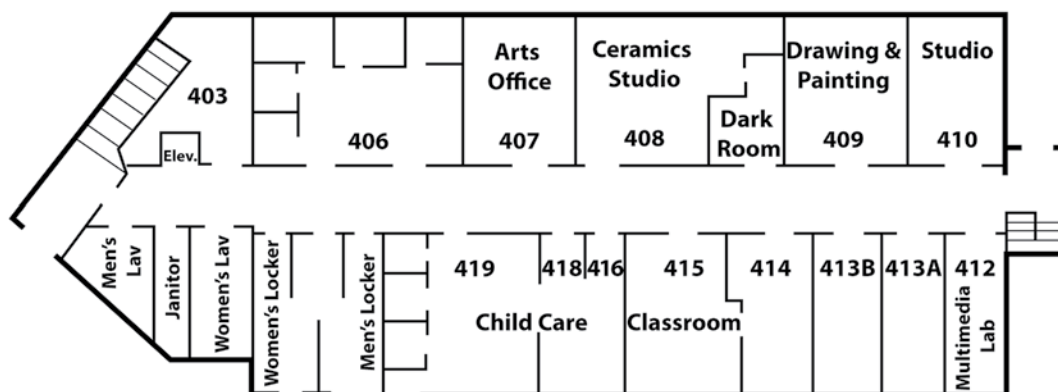 Arts
Office
Ceramics
Studio
Drawing &
Painting
Studio
403
Dark
Room
Elev.
406
407
408
409
410
Men's
Lav
Janitor
Women's Lav
Women's Locker
Men's Locker
419
418
416
415
414
413B
413A
412
Child Care
Classroom
Multimedia
Lab